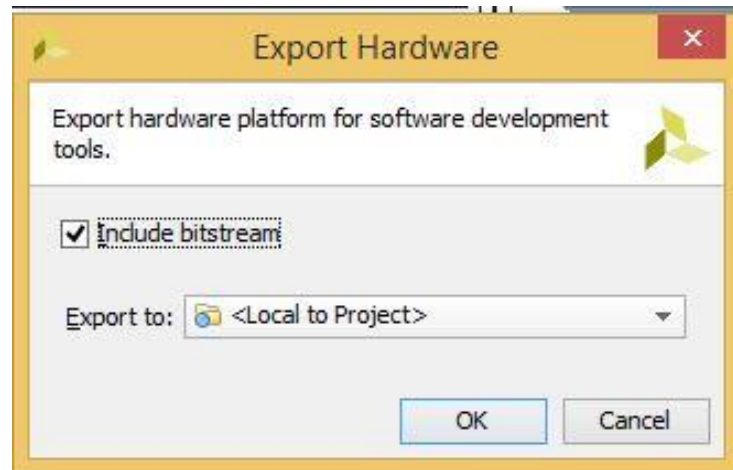 Export Hardware
Export hardware platform for software development
tools.
Include bitstream
Export to: <Local to Project>
OK Cancel